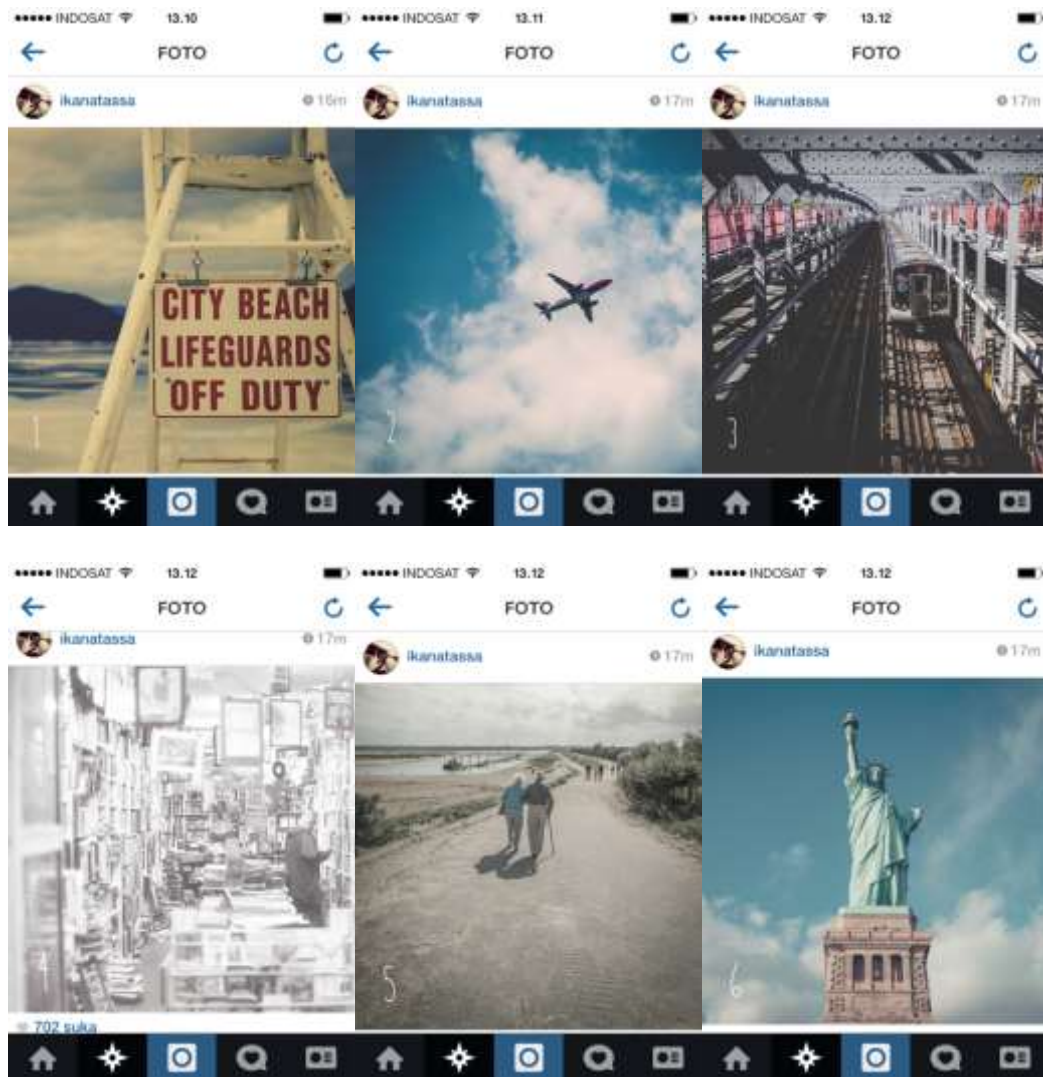 INDOSAT 13.10
FOTO
ikanatassa 16m
CITY BEACH
LIFEGUARDS
"OFF DUTY"
1
INDOSAT 13.11
FOTO
ikanatassa 17m
2
INDOSAT 13.12
FOTO
ikanatassa 17m
3
INDOSAT 13.12
FOTO
ikanatassa 17m
4
702 suka
INDOSAT 13.12
FOTO
ikanatassa 17m
5
INDOSAT 13.12
FOTO
ikanatassa 17m
6